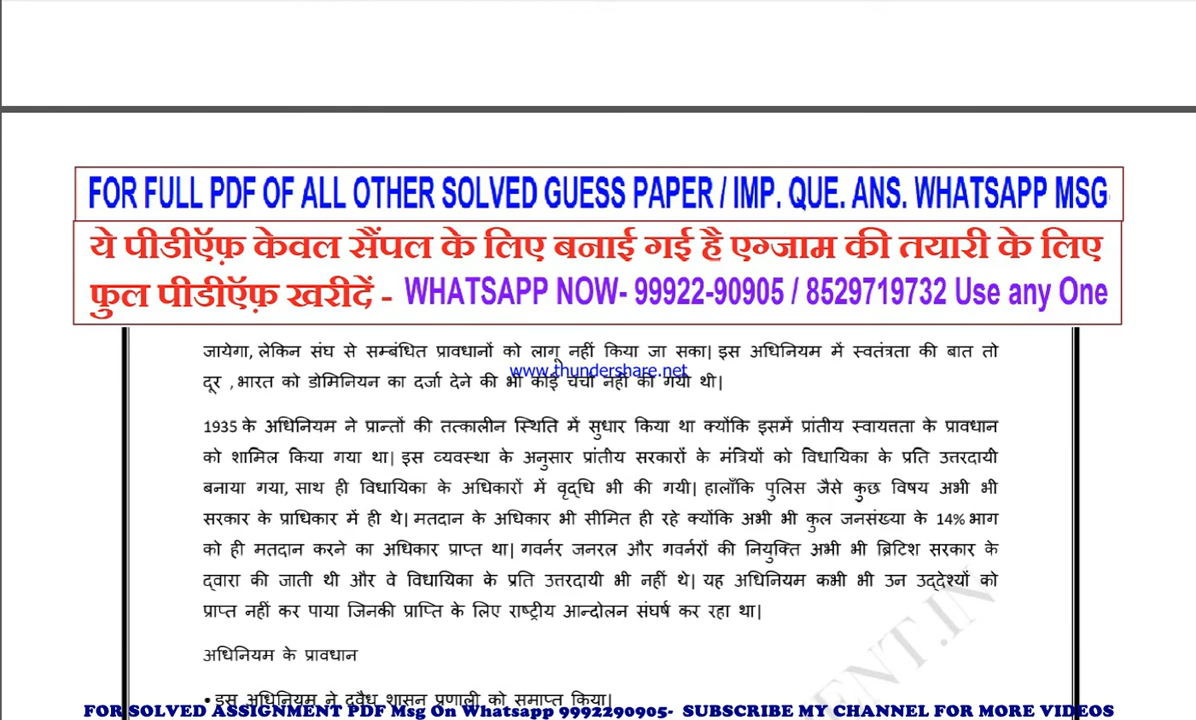 FOR FULL PDF OF ALL OTHER SOLVED GUESS PAPER / IMP. QUE. ANS. WHATSAPP MSG
ये पीडीऍफ़ केवल सैंपल के लिए बनाई गई है एग्जाम की तयारी के लिए
फुल पीडीऍफ़ खरीदें - WHATSAPP NOW- 99922-90905 / 8529719732 Use any One
जायेगा, लेकिन संघ से सम्बंधित प्रावधानों को लागू नहीं किया जा सका| इस अधिनियम में स्वतंत्रता की बात तो
www.thundershare.net
दूर ,भारत को डोमिनियन का दर्जा देने की भी कोई चर्चा नहीं की गयी थी|
1935 के अधिनियम ने प्रान्तों की तत्कालीन स्थिति में सुधार किया था क्योंकि इसमें प्रांतीय स्वायत्तता के प्रावधान
को शामिल किया गया था| इस व्यवस्था के अनुसार प्रांतीय सरकारों के मंत्रियों को विधायिका के प्रति उत्तरदायी
बनाया गया, साथ ही विधायिका के अधिकारों में वृद्धि भी की गयी| हालाँकि पुलिस जैसे कुछ विषय अभी भी
सरकार के प्राधिकार में ही थे| मतदान के अधिकार भी सीमित ही रहे क्योंकि अभी भी कुल जनसंख्या के 14% भाग
को ही मतदान करने का अधिकार प्राप्त था| गवर्नर जनरल और गवर्नरों की नियुक्ति अभी भी ब्रिटिश सरकार के
द्वारा की जाती थी और वे विधायिका के प्रति उत्तरदायी भी नहीं थे| यह अधिनियम कभी भी उन उद्देश्यों को
प्राप्त नहीं कर पाया जिनकी प्राप्ति के लिए राष्ट्रीय आन्दोलन संघर्ष कर रहा था|
अधिनियम के प्रावधान
• इस अधिनियम ने द्वैध शासन प्रणाली को समाप्त किया|
FOR SOLVED ASSIGNMENT PDF Msg On Whatsapp 9992290905- SUBSCRIBE MY CHANNEL FOR MORE VIDEOS